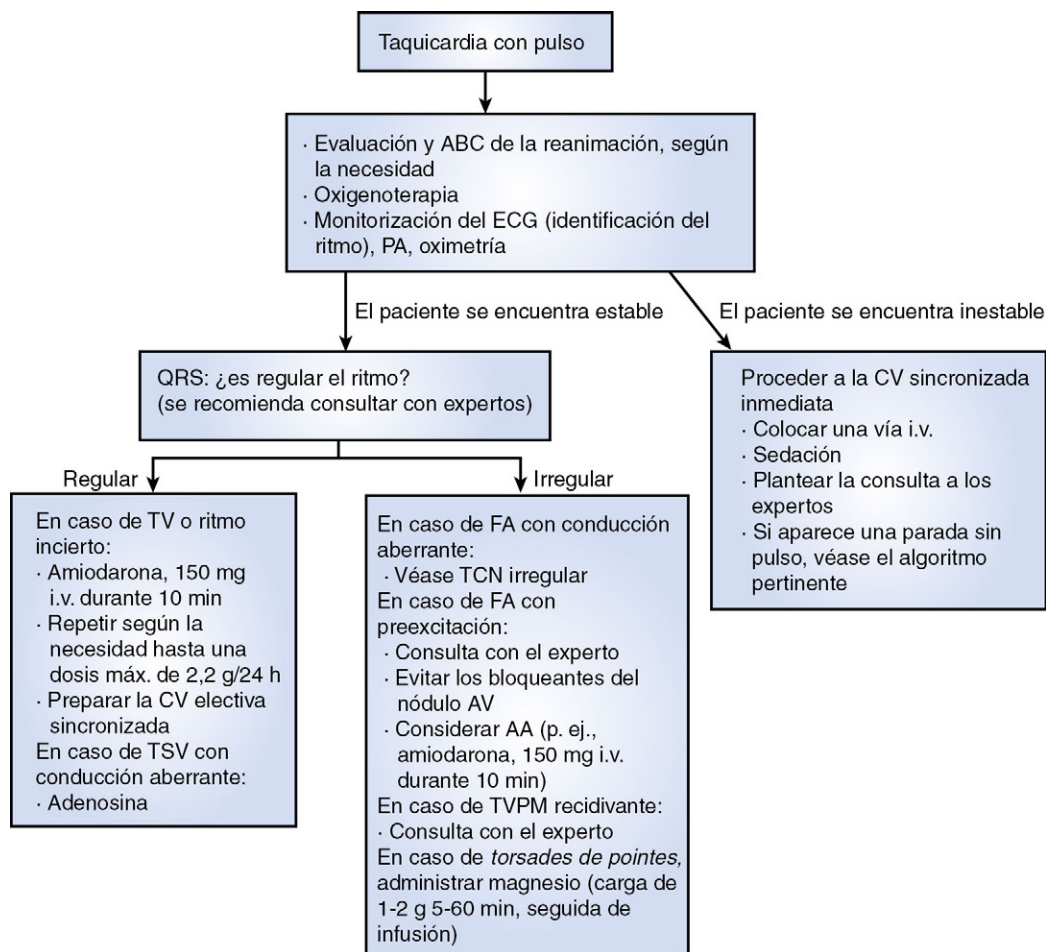 Taquicardia con pulso
· Evaluación y ABC de la reanimación, según
la necesidad
· Oxigenoterapia
· Monitorización del ECG (identificación del
ritmo), PA, oximetría
El paciente se encuentra estable
El paciente se encuentra inestable
QRS: ¿es regular el ritmo?
(se recomienda consultar con expertos)
Proceder a la CV sincronizada
inmediata
· Colocar una vía i.v.
· Sedación
· Plantear la consulta a los
expertos
· Si aparece una parada sin
pulso, véase el algoritmo
pertinente
Regular
Irregular
En caso de TV o ritmo
incierto:
· Amiodarona, 150 mg
i.v. durante 10 min
· Repetir según la
necesidad hasta una
dosis máx. de 2,2 g/24 h
· Preparar la CV electiva
sincronizada
En caso de TSV con
conducción aberrante:
· Adenosina
En caso de FA con conducción
aberrante:
· Véase TCN irregular
En caso de FA con
preexcitación:
· Consulta con el experto
· Evitar los bloqueantes del
nódulo AV
· Considerar AA (p. ej.,
amiodarona, 150 mg i.v.
durante 10 min)
En caso de TVPM recidivante:
· Consulta con el experto
En caso de torsades de pointes,
administrar magnesio (carga de
1-2 g 5-60 min, seguida de
infusión)